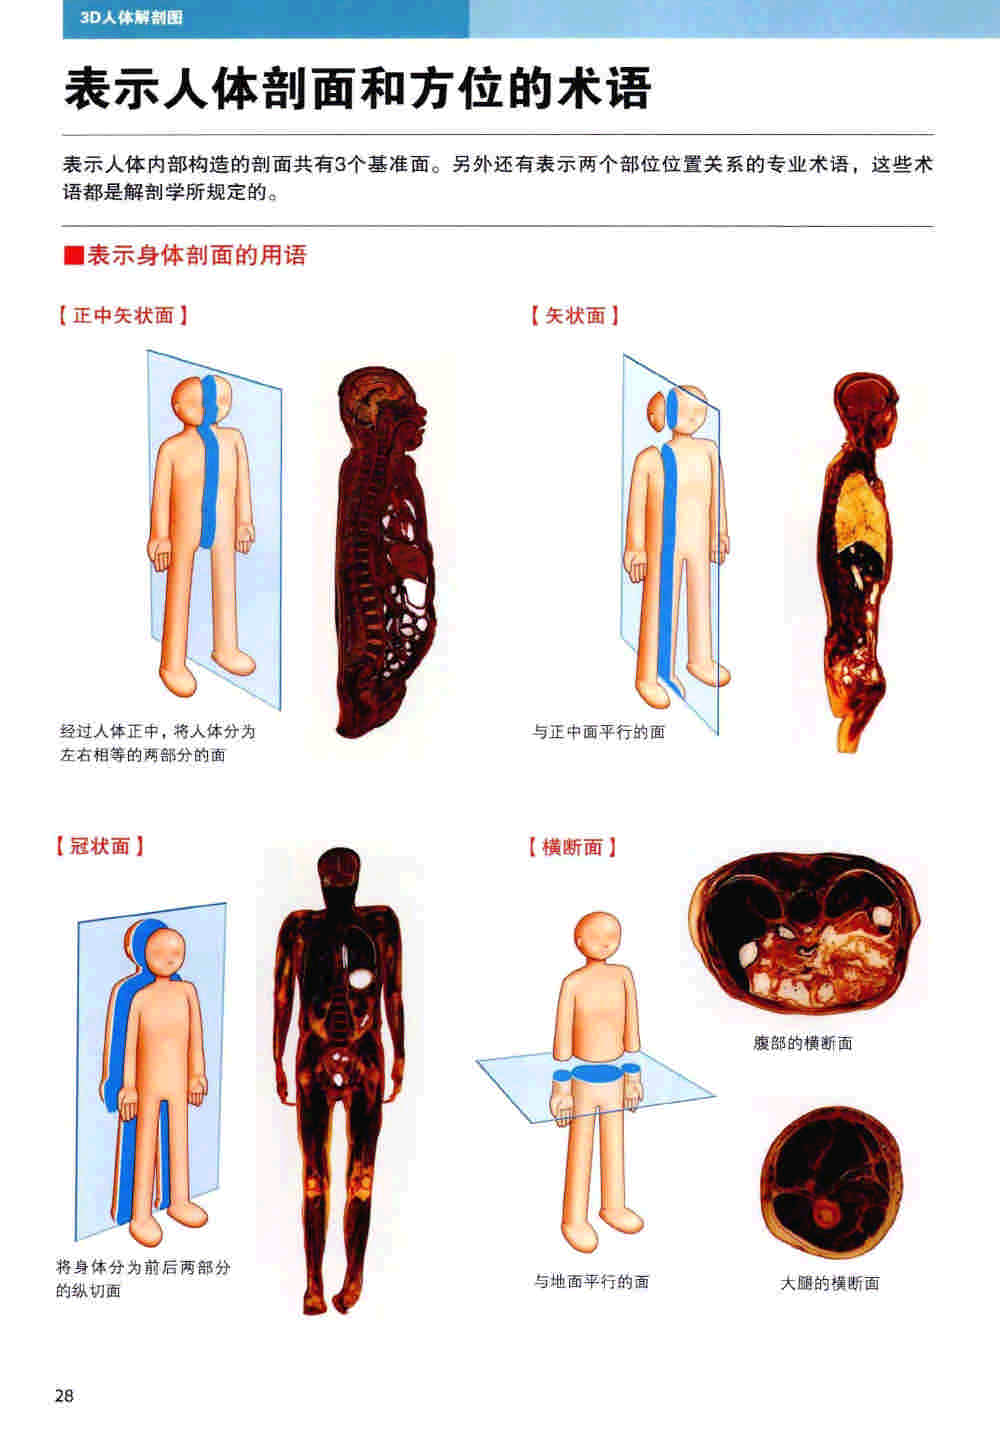 3D人体解剖图
表示人体剖面和方位的术语
表示人体内部构造的剖面共有3个基准面。另外还有表示两个部位位置关系的专业术语，这些术
语都是解剖学所规定的。
■表示身体剖面的用语
【正中矢状面】
【矢状面】
经过人体正中，将人体分为
左右相等的两部分的面
与正中面平行的面
【冠状面】
【横断面】
腹部的横断面
将身体分为前后两部分
的纵切面
与地面平行的面
大腿的横断面
28